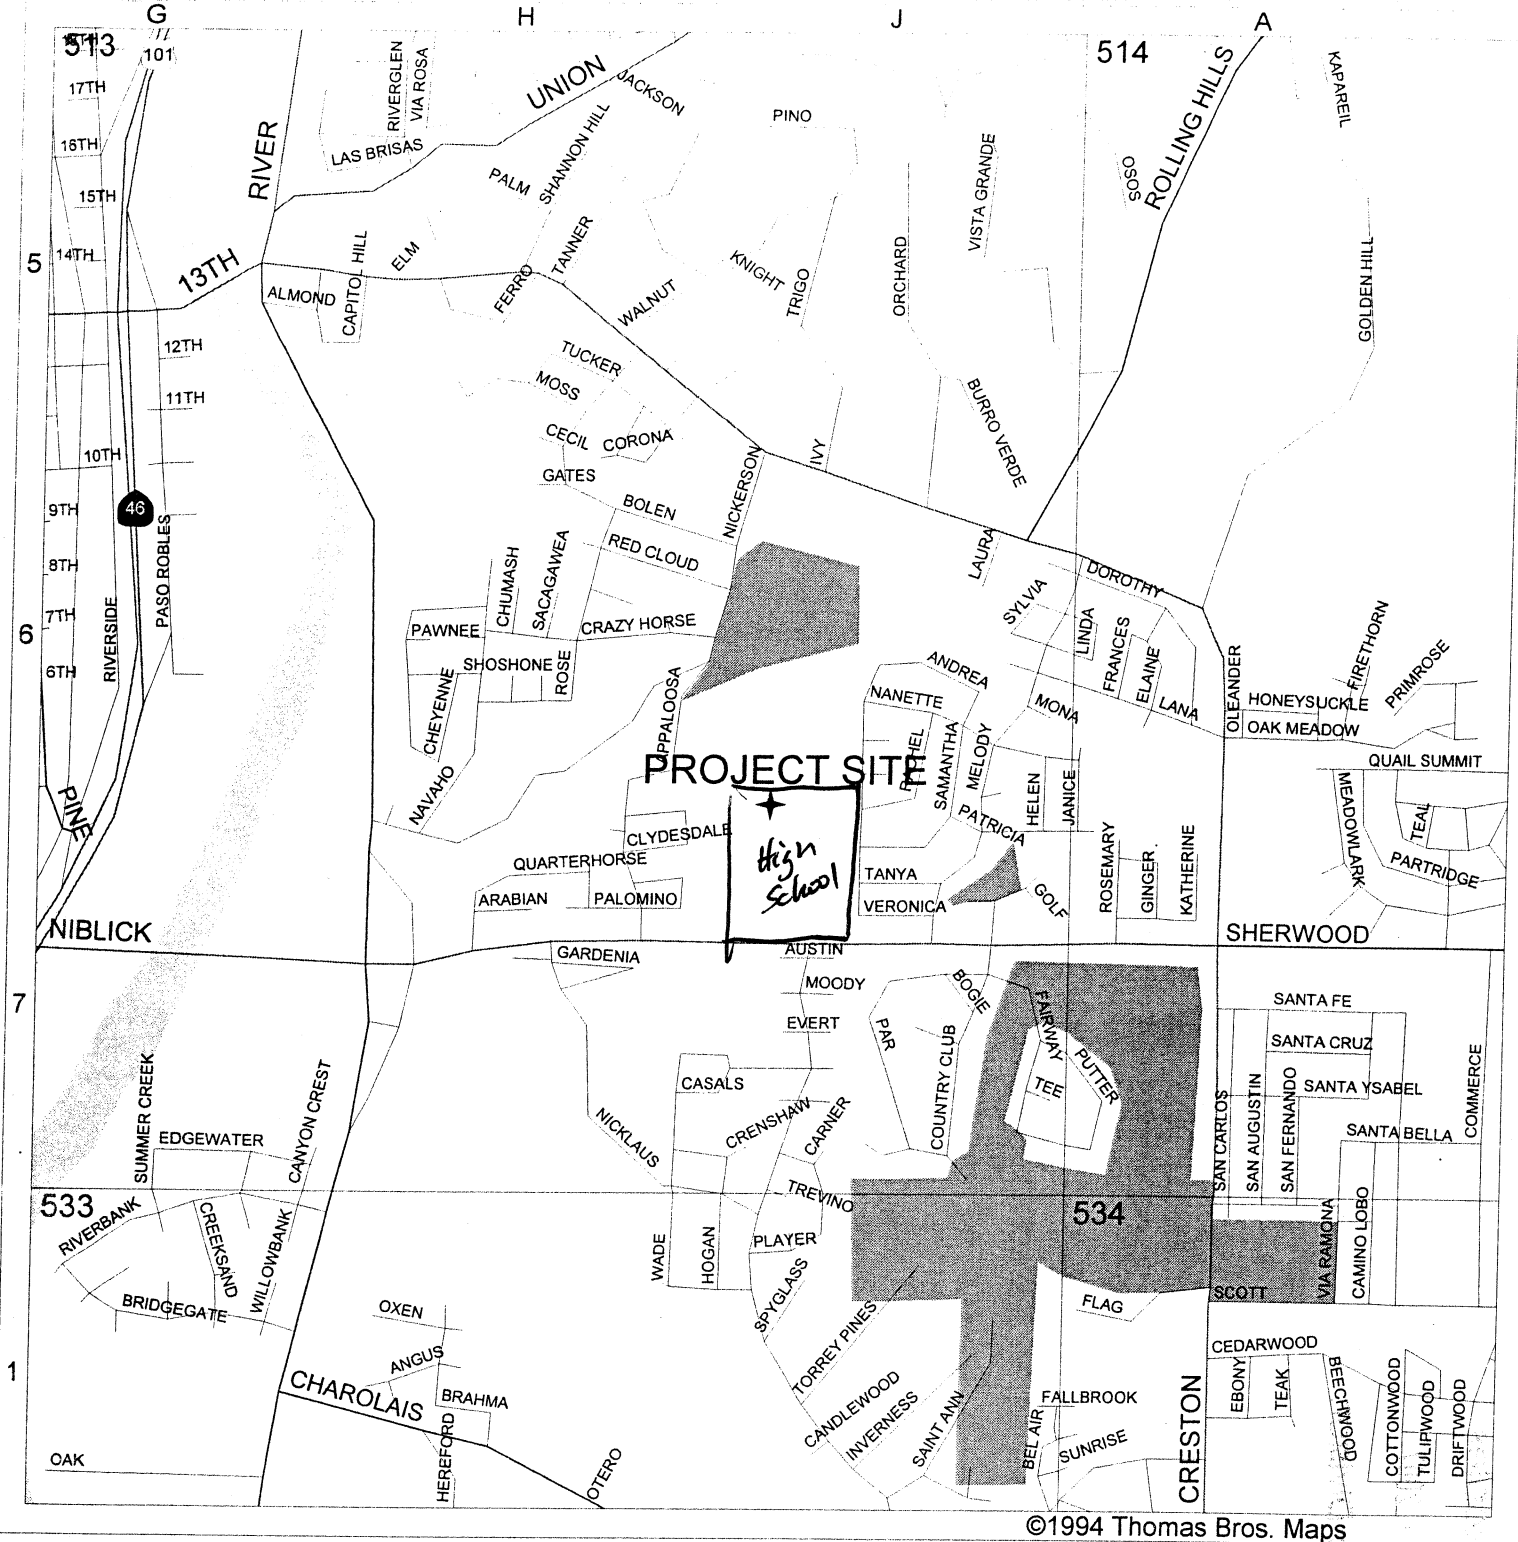 G
H
J
A
513
514
101
17TH
16TH
15TH
14TH
5
13TH
RIVER
RIVERGLEN
VIA ROSA
LAS BRISAS
UNION
JACKSON
PALM
SHANNON HILL
PINO
VISTA GRANDE
OSOS
ROLLING HILLS
KAPAREIL
ALMOND
CAPITOL HILL
ELM
FERRO
TANNER
WALNUT
KNIGHT
TRIGO
ORCHARD
GOLDEN HILL
12TH
11TH
10TH
TUCKER
MOSS
CECIL
CORONA
GATES
BOLEN
NICKERSON
IVY
BURRO VERDE
46
9TH
8TH
7TH
6TH
6
RIVERSIDE
PASO ROBLES
PINE
CHUMASH
SACAGAWEA
RED CLOUD
PAWNEE
CRAZY HORSE
SHOSHONE
ROSE
CHEYENNE
NAVAHO
APPALOOSA
LAURA
SYLVIA
DOROTHY
LINDA
FRANCES
ELAINE
LANA
ANDREA
NANETTE
MONA
RACHEL
SAMANTHA
MELODY
OLEANDER
HONEYSUCKLE
FIRETHORN
PRIMROSE
OAK MEADOW
QUAIL SUMMIT
PROJECT SITE
High
School
CLYDESDALE
QUARTERHORSE
ARABIAN
PALOMINO
PATRICIA
HELEN
JANICE
TANYA
VERONICA
GOLF
ROSEMARY
GINGER
KATHERINE
MEADOWLARK
TEAL
PARTRIDGE
NIBLICK
SHERWOOD
7
GARDENIA
AUSTIN
MOODY
EVERT
PAR
BOGIE
COUNTRY CLUB
FAIRWAY
PUTTER
TEE
SANTA FE
SANTA CRUZ
SANTA YSABEL
SANTA BELLA
COMMERCE
SAN CARLOS
SAN AUGUSTIN
SAN FERNANDO
SUMMER CREEK
EDGEWATER
CANYON CREST
CASALS
CRENSHAW
CARNER
NICKLAUS
TREVINO
533
534
RIVERBANK
CREEKSAND
WILLOWBANK
BRIDGEGATE
WADE
HOGAN
PLAYER
SPYGLASS
TORREY PINES
VIA RAMONA
CAMINO LOBO
SCOTT
FLAG
1
OXEN
ANGUS
BRAHMA
CHAROLAIS
HEREFORD
OTERO
OAK
CANDLEWOOD
INVERNESS
SAINT ANN
BEL AIR
FALLBROOK
SUNRISE
CRESTON
CEDARWOOD
EBONY
TEAK
BEECHWOOD
COTTONWOOD
TULIPWOOD
DRIFTWOOD
©1994 Thomas Bros. Maps